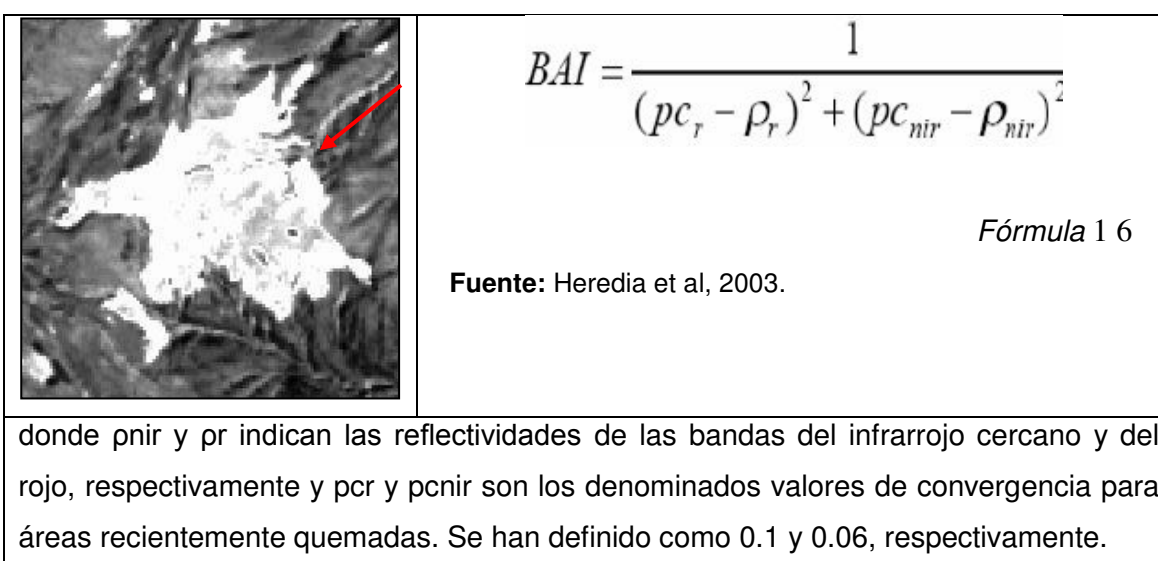 BAI = 1 / (pc_r − ρ_r)² + (pc_nir − ρ_nir)²
Fórmula 1 6
Fuente: Heredia et al, 2003.
donde ρnir y ρr indican las reflectividades de las bandas del infrarrojo cercano y del
rojo, respectivamente y pcr y pcnir son los denominados valores de convergencia para
áreas recientemente quemadas. Se han definido como 0.1 y 0.06, respectivamente.